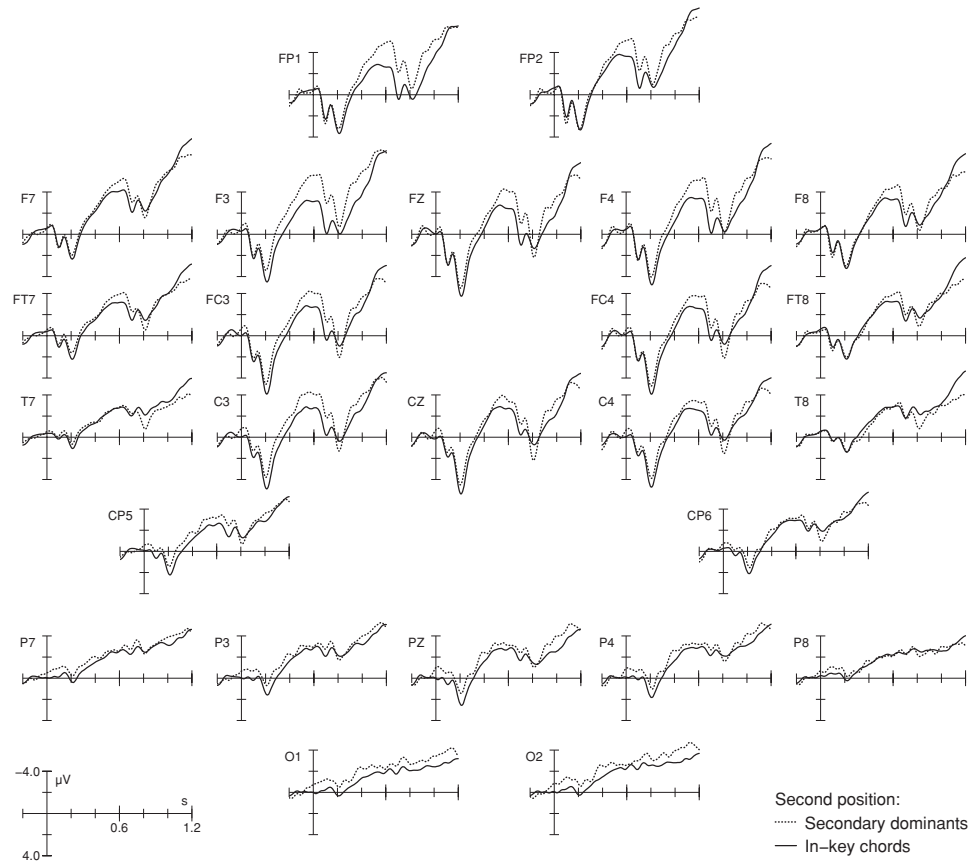 FP1 FP2
F7 F3 FZ F4 F8
FT7 FC3 FC4 FT8
T7 C3 CZ C4 T8
CP5 CP6
P7 P3 PZ P4 P8
O1 O2
−4.0 µV
s
0.6 1.2
4.0
Second position:
Secondary dominants
In−key chords